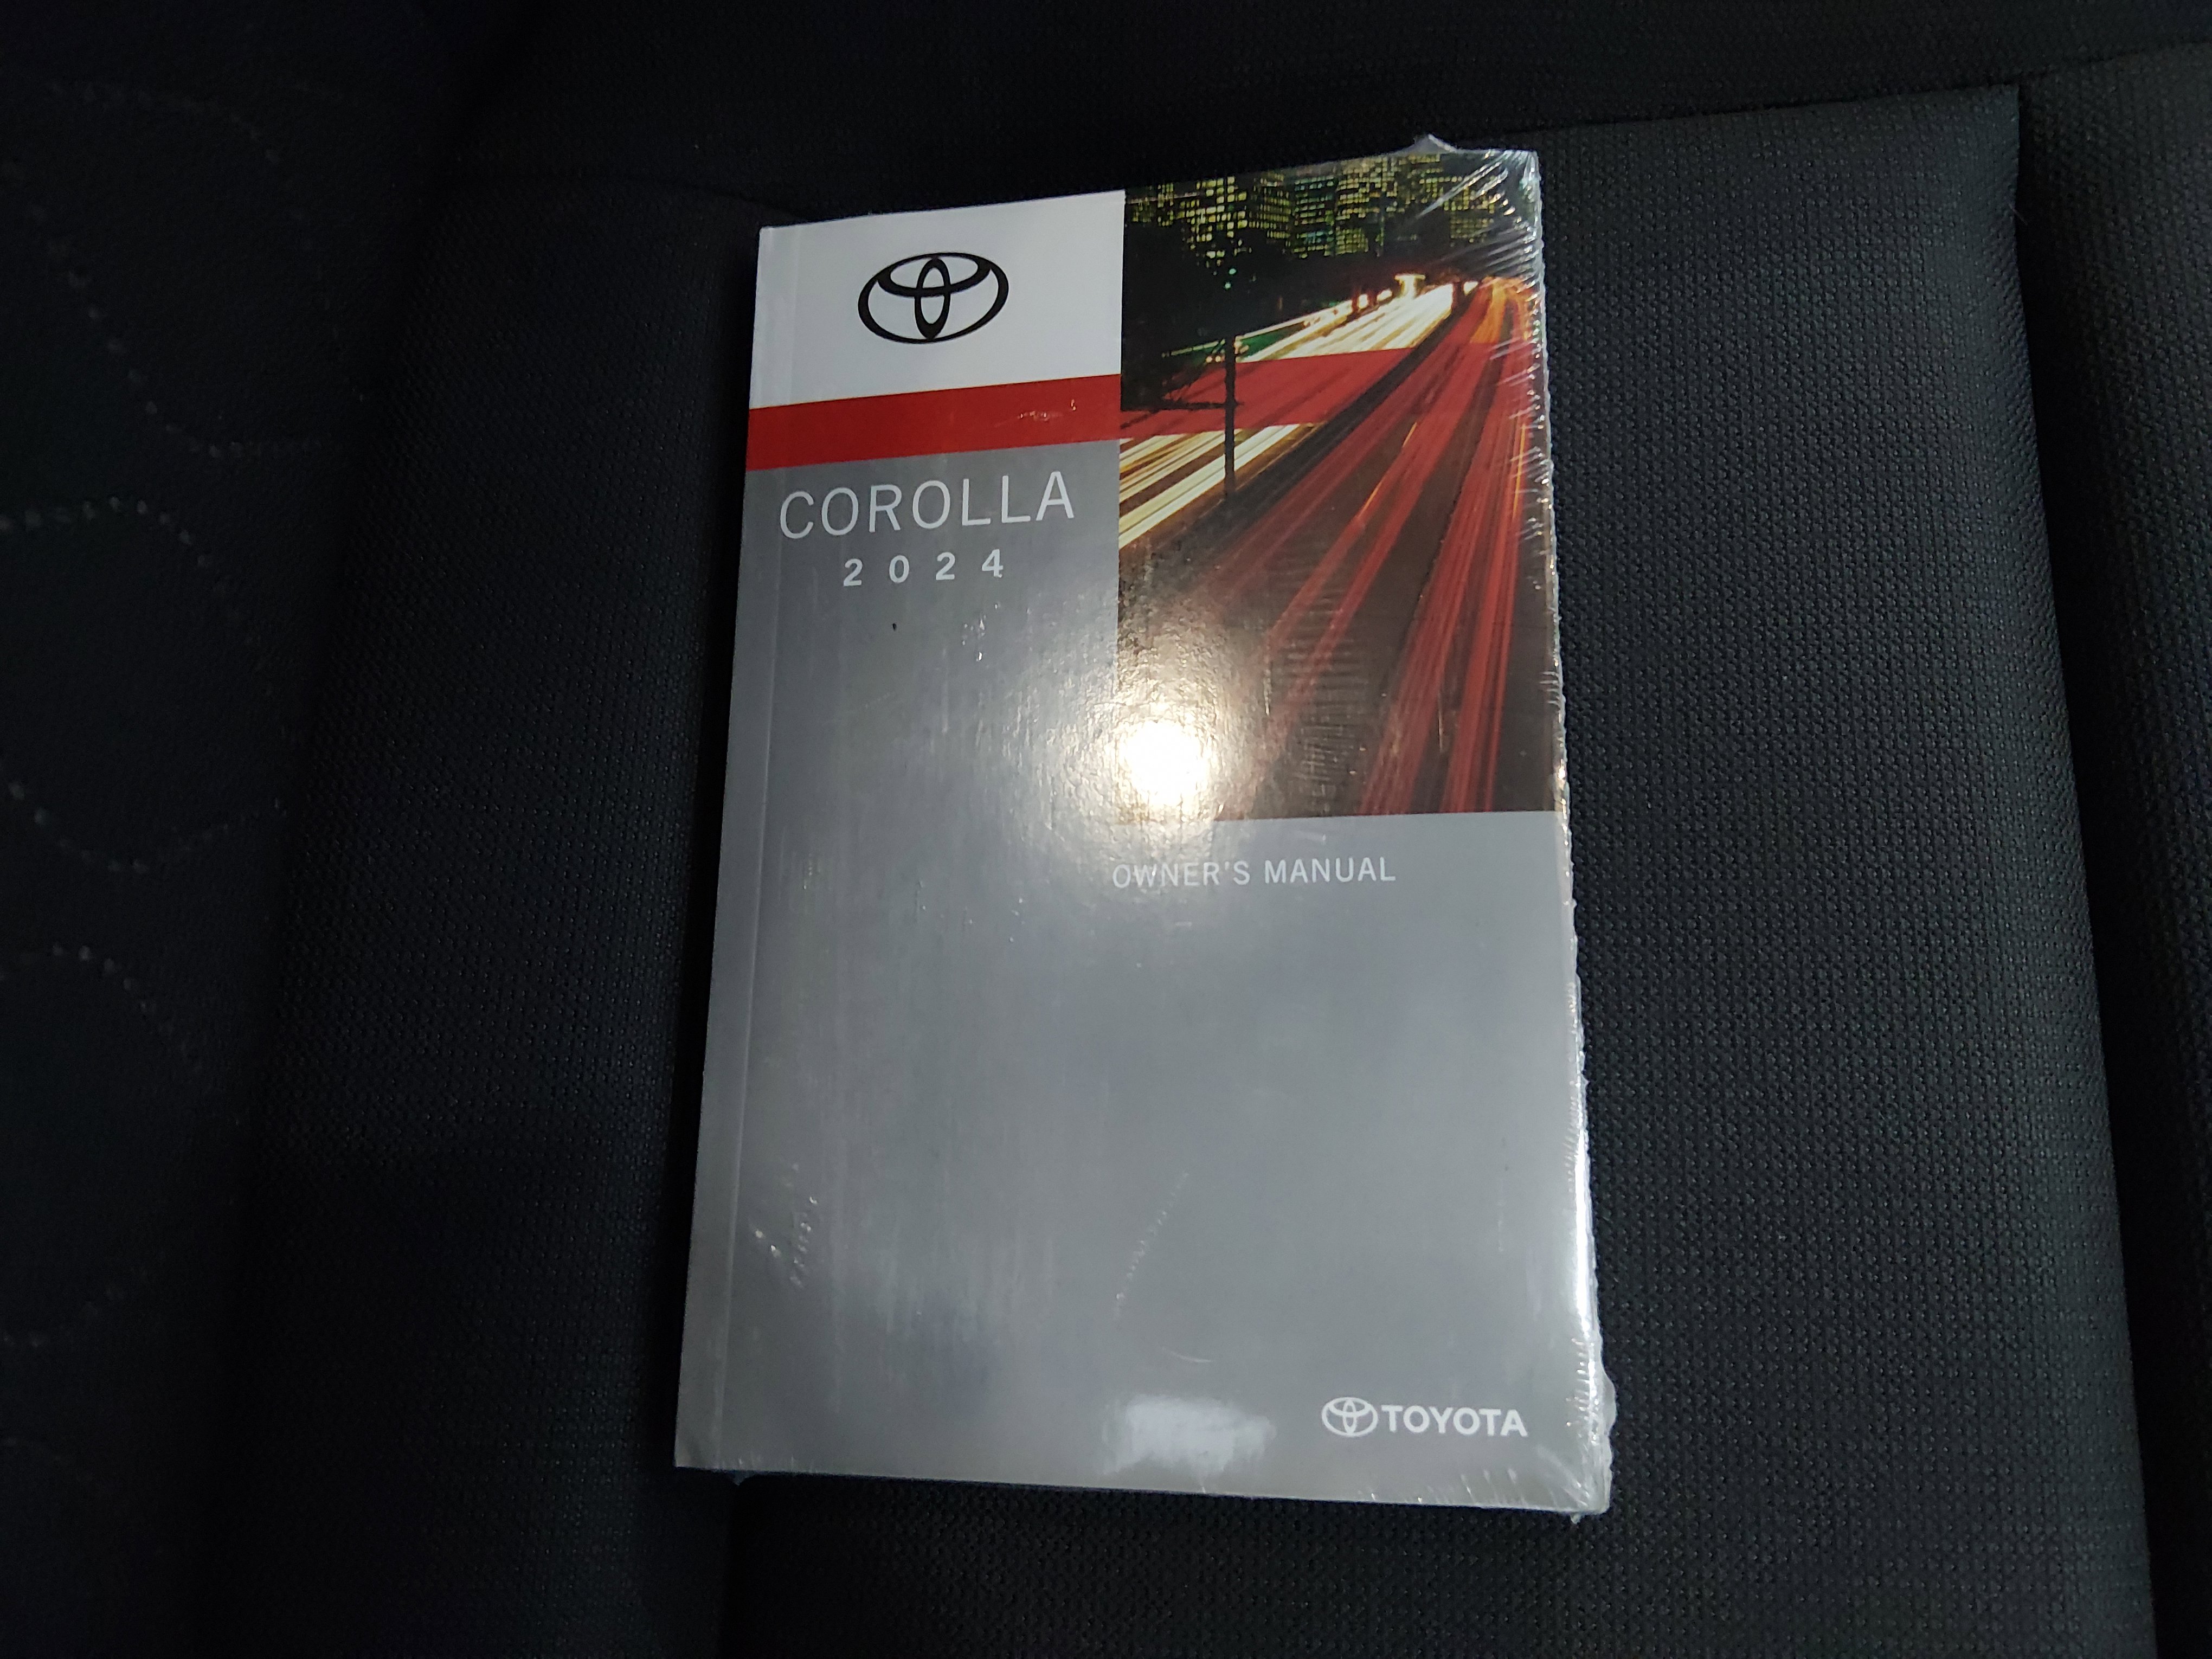 COROLLA
2024
OWNER'S MANUAL
TOYOTA